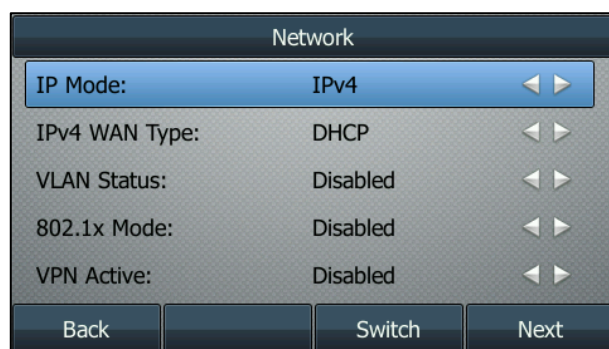 Network
IP Mode: IPv4
IPv4 WAN Type: DHCP
VLAN Status: Disabled
802.1x Mode: Disabled
VPN Active: Disabled
Back Switch Next